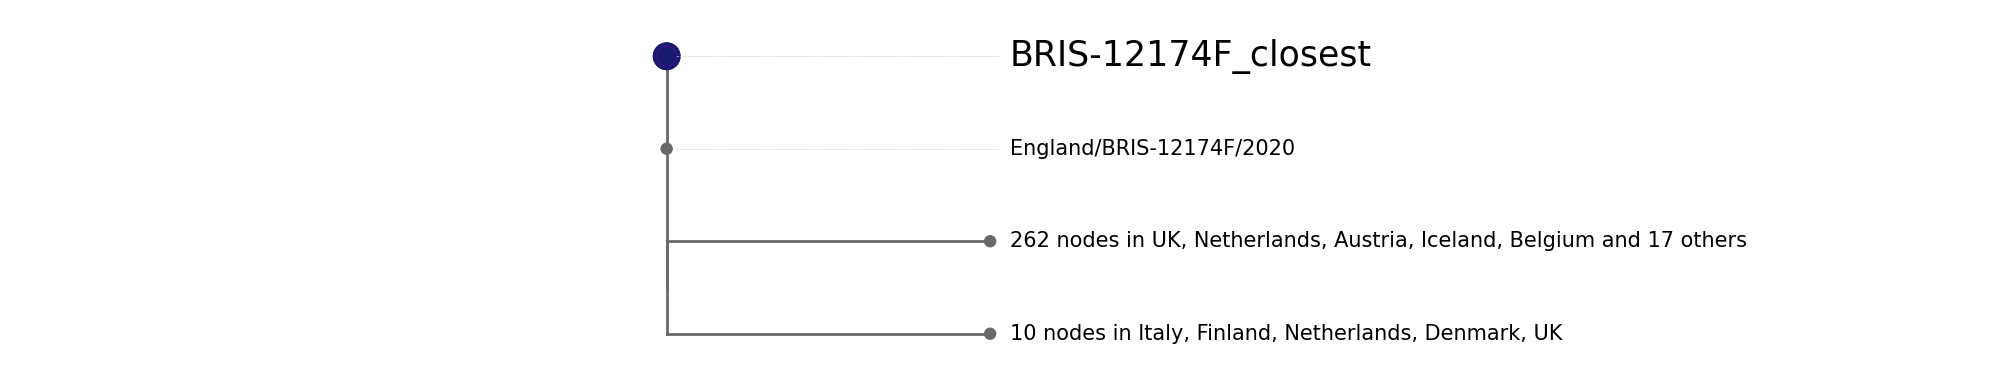 BRIS-12174F_closest
England/BRIS-12174F/2020
262 nodes in UK, Netherlands, Austria, Iceland, Belgium and 17 others
10 nodes in Italy, Finland, Netherlands, Denmark, UK